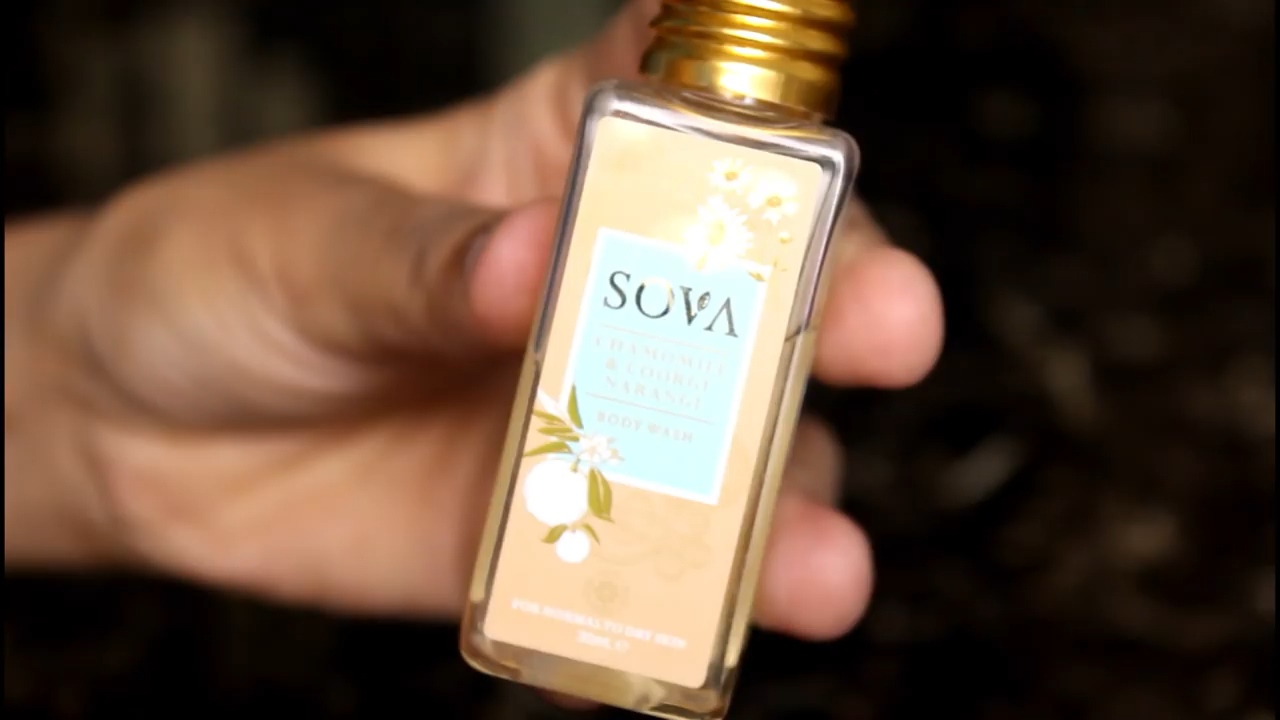 SOVA
CHAMOMILE
& COORGI
NARANGI
BODY WASH
FOR NORMAL TO DRY SKIN